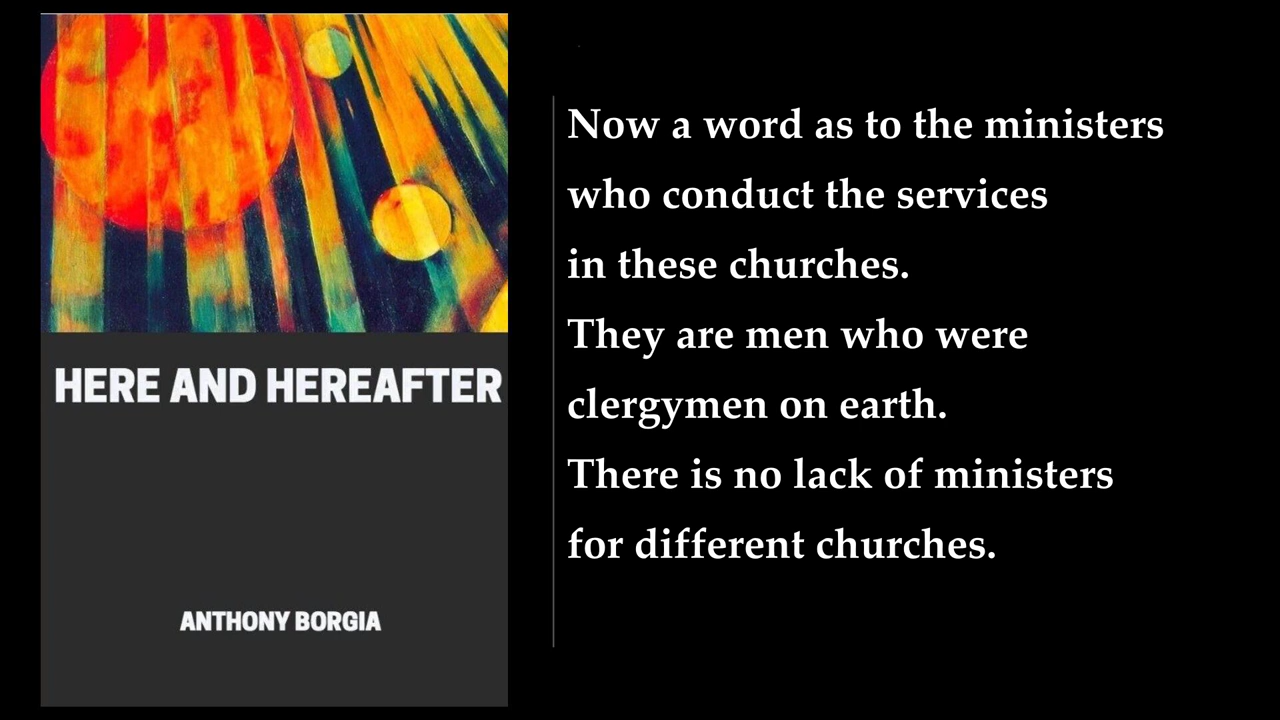 HERE AND HEREAFTER
ANTHONY BORGIA
Now a word as to the ministers
who conduct the services
in these churches.
They are men who were
clergymen on earth.
There is no lack of ministers
for different churches.